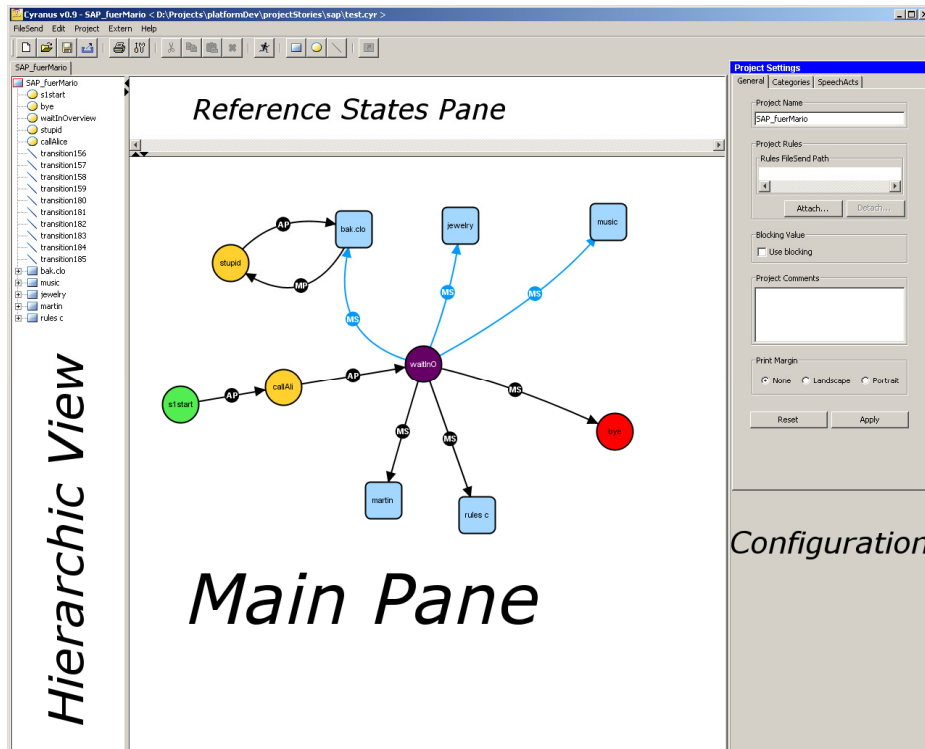 Cyranus v0.9 - SAP_fuerMario < D:\Projects\platformDev\projectStories\sap\test.cyr >
FileSend Edit Project Extern Help
SAP_fuerMario
SAP_fuerMario
s1start
bye
waitInOverview
stupid
callAlice
transition156
transition157
transition158
transition159
transition180
transition181
transition182
transition183
transition184
transition185
bak.clo
music
jewelry
martin
rules c
Hierarchic View
Reference States Pane
AP
bak.clo
jewelry
music
stupid
MP
MS
MS
MS
waitInO
AP
callAli
AP
s1start
MS
bye
MS
MS
martin
rules c
Main Pane
Project Settings
General Categories SpeechActs
Project Name
SAP_fuerMario
Project Rules
Rules FileSend Path
Attach... Detach...
Blocking Value
Use blocking
Project Comments
Print Margin
None Landscape Portrait
Reset Apply
Configuration